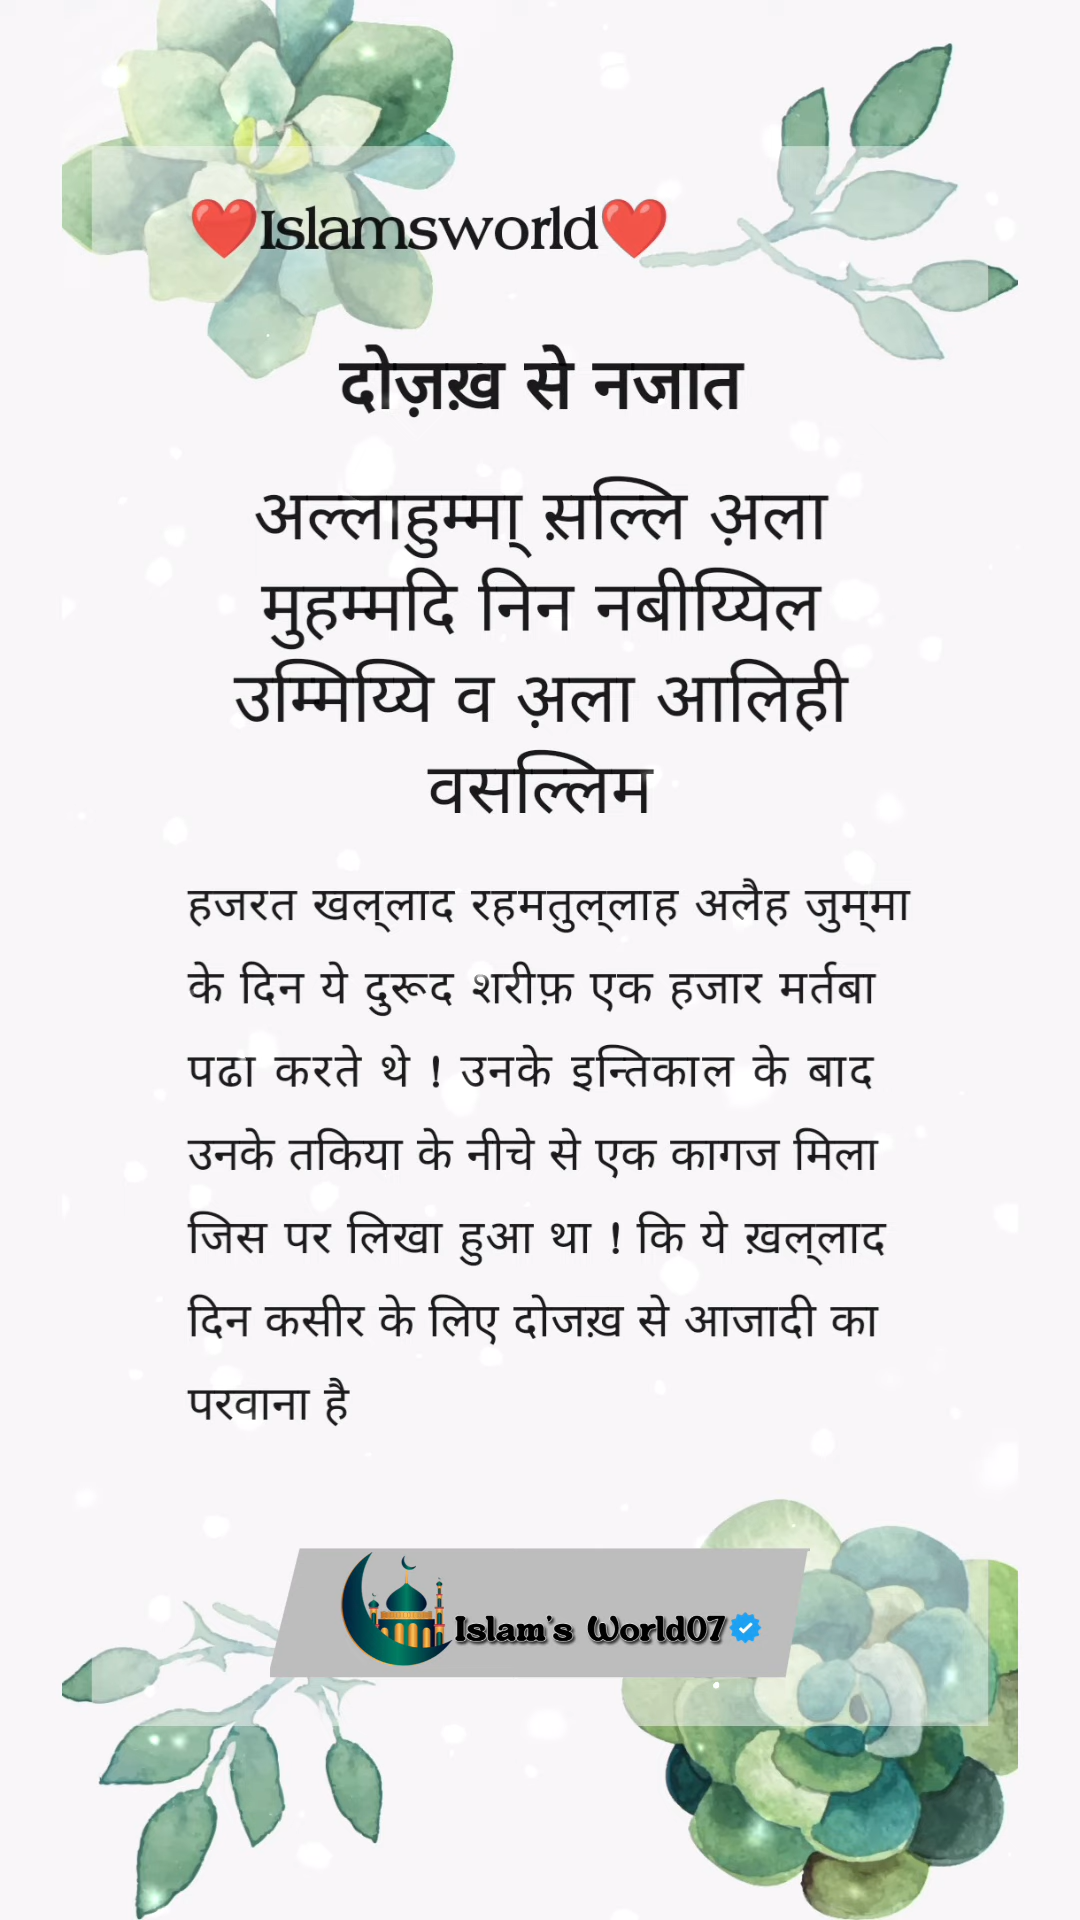 ❤️Islamsworld❤️
दोज़ख़ से नजात
अल्लाहुम्मा् स़ल्लि अ़ला
मुहम्मदि निन नबीय्यिल
उम्मिय्यि व अ़ला आलिही
वसल्लिम
हजरत खल्‌लाद रहमतुल्‌लाह अलैह जुम्‌मा
के दिन ये दुरूद शरीफ़ एक हजार मर्तबा
पढा करते थे ! उनके इन्तिकाल के बाद
उनके तकिया के नीचे से एक कागज मिला
जिस पर लिखा हुआ था ! कि ये ख़ल्‌लाद
दिन कसीर के लिए दोजख़ से आजादी का
परवाना है
Islam's World07